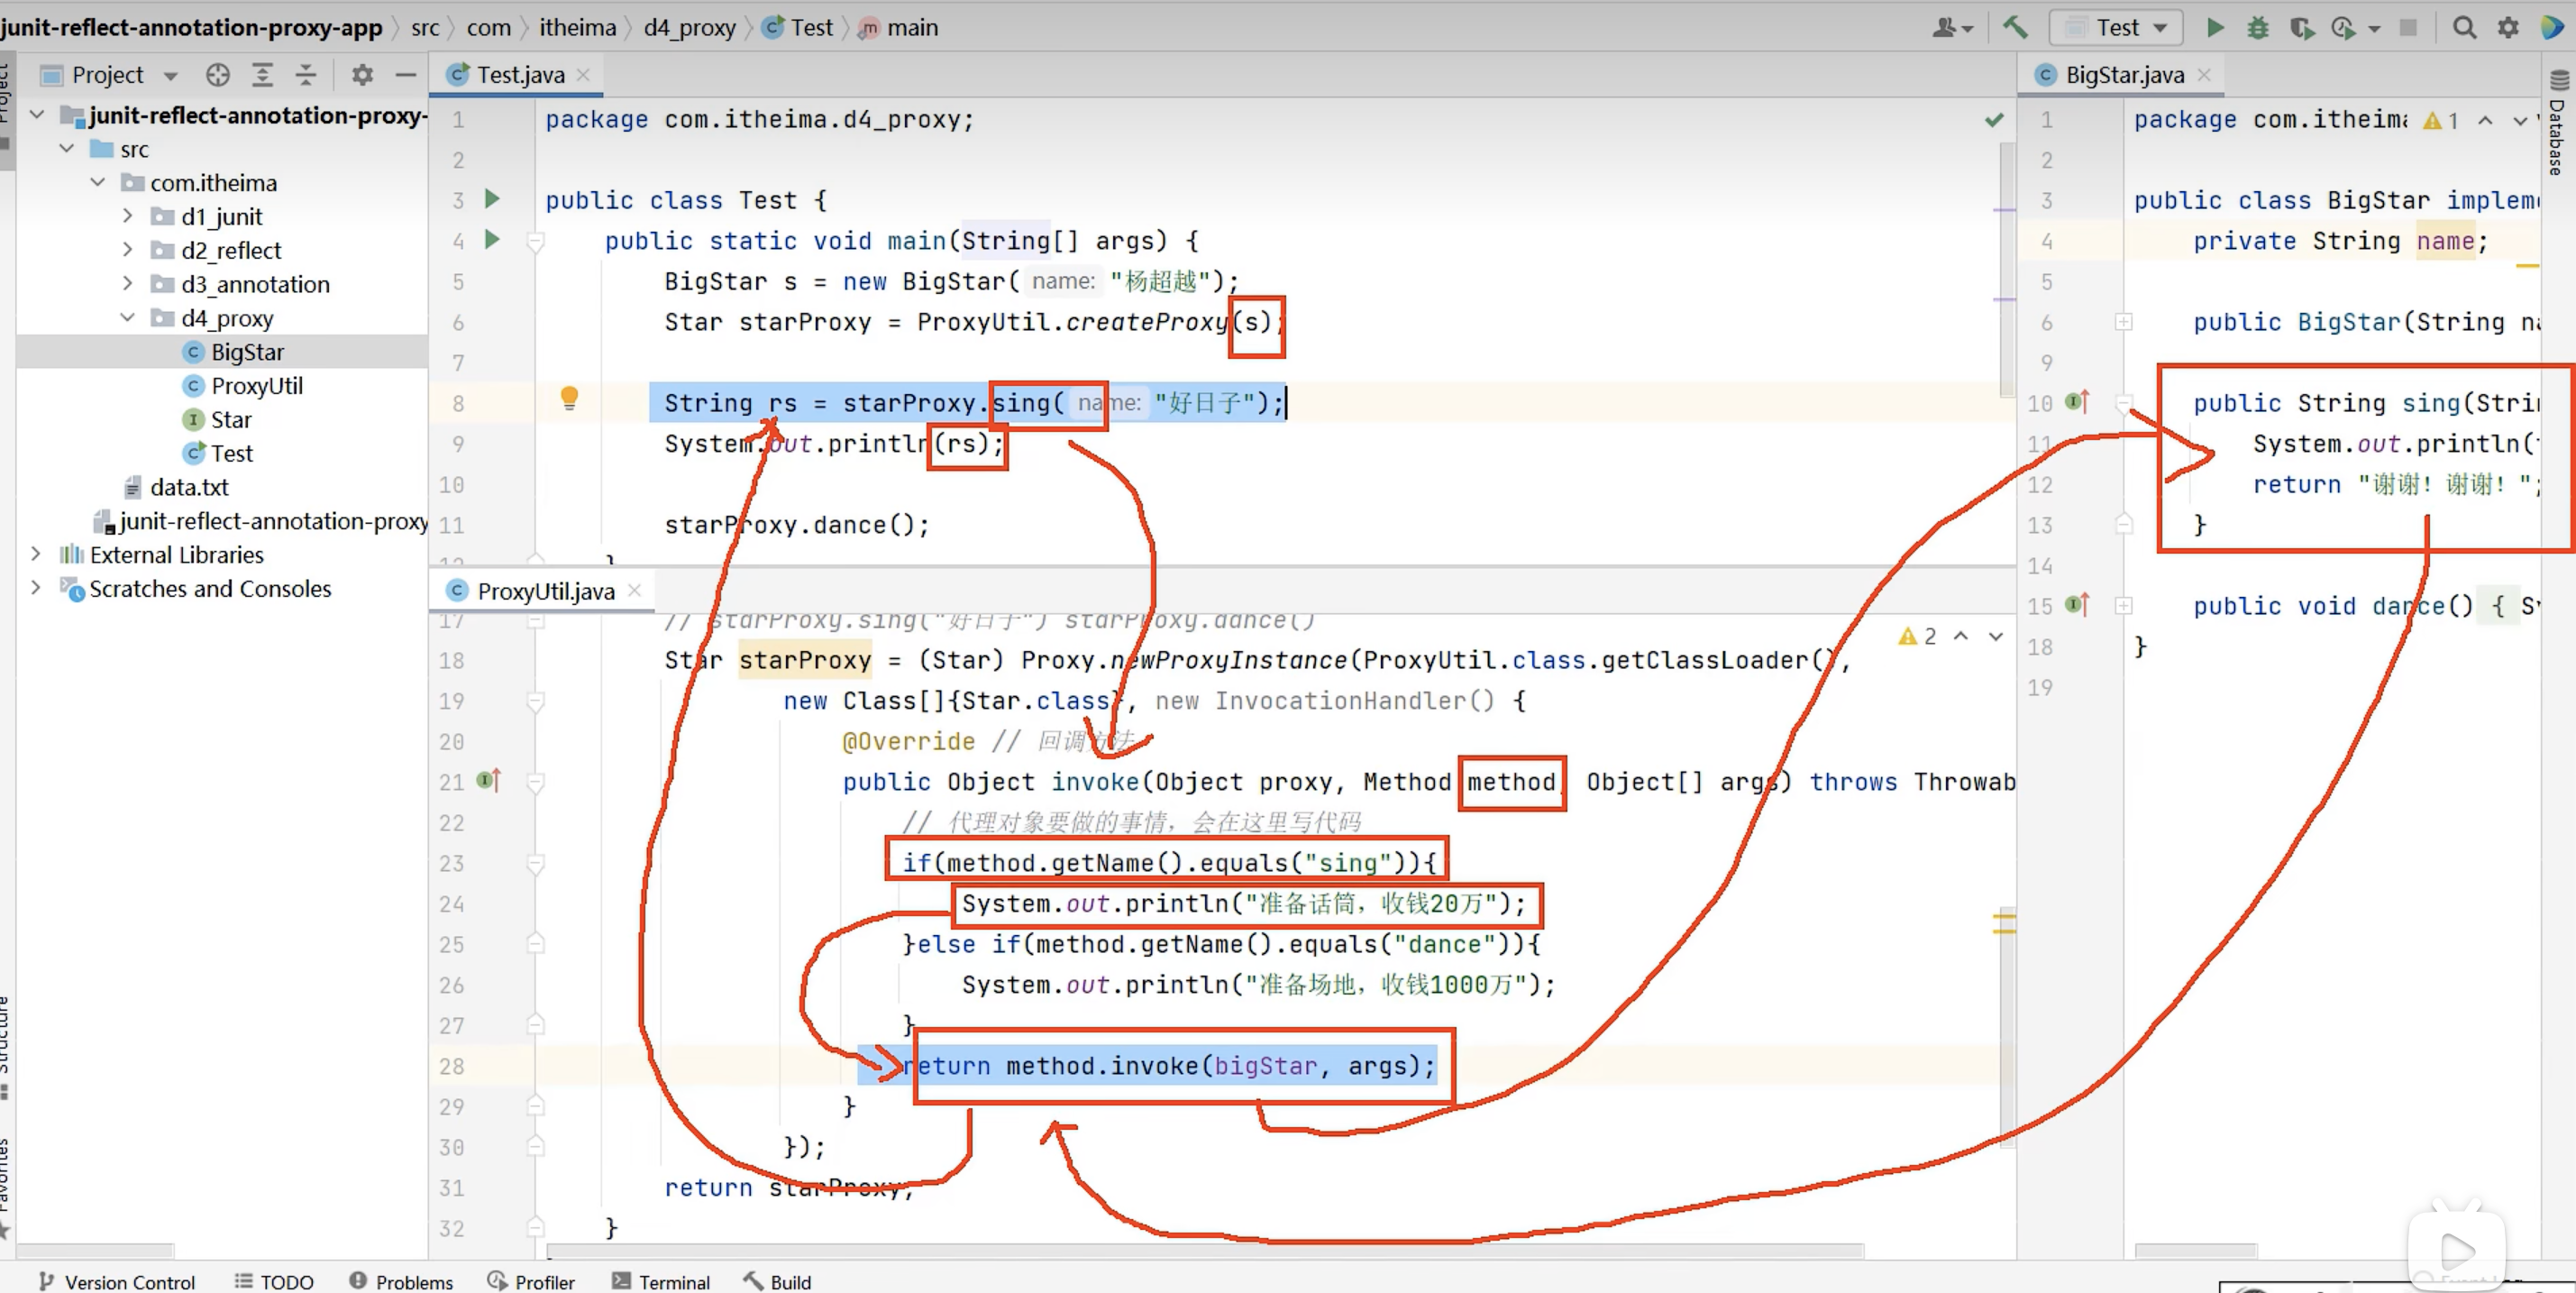 junit-reflect-annotation-proxy-app
src
com
itheima
d4_proxy
Test
main
Test
Project
Project
junit-reflect-annotation-proxy-
src
com.itheima
d1_junit
d2_reflect
d3_annotation
d4_proxy
BigStar
ProxyUtil
Star
Test
data.txt
junit-reflect-annotation-proxy
External Libraries
Scratches and Consoles
Structure
Favorites
Test.java
1 package com.itheima.d4_proxy;
2
3 public class Test {
4 public static void main(String[] args) {
5 BigStar s = new BigStar( name: "杨超越");
6 Star starProxy = ProxyUtil.createProxy(s);
7
8 String rs = starProxy.sing( name: "好日子");
9 System.out.println(rs);
10
11 starProxy.dance();
12 }
ProxyUtil.java
2
17 // starProxy.sing("好日子") starProxy.dance()
18 Star starProxy = (Star) Proxy.newProxyInstance(ProxyUtil.class.getClassLoader(),
19 new Class[]{Star.class}, new InvocationHandler() {
20 @Override // 回调方法
21 public Object invoke(Object proxy, Method method, Object[] args) throws Throwab
22 // 代理对象要做的事情，会在这里写代码
23 if(method.getName().equals("sing")){
24 System.out.println("准备话筒，收钱20万");
25 }else if(method.getName().equals("dance")){
26 System.out.println("准备场地，收钱1000万");
27 }
28 return method.invoke(bigStar, args);
29 }
30 });
31 return starProxy;
32 }
BigStar.java
1 package com.itheima
1
2
3 public class BigStar implem
4 private String name;
5
6 public BigStar(String na
9
10 public String sing(Strin
11 System.out.println(
12 return "谢谢！谢谢！";
13 }
14
15 public void dance() { Sy
18 }
19
Database
Version Control
TODO
Problems
Profiler
Terminal
Build